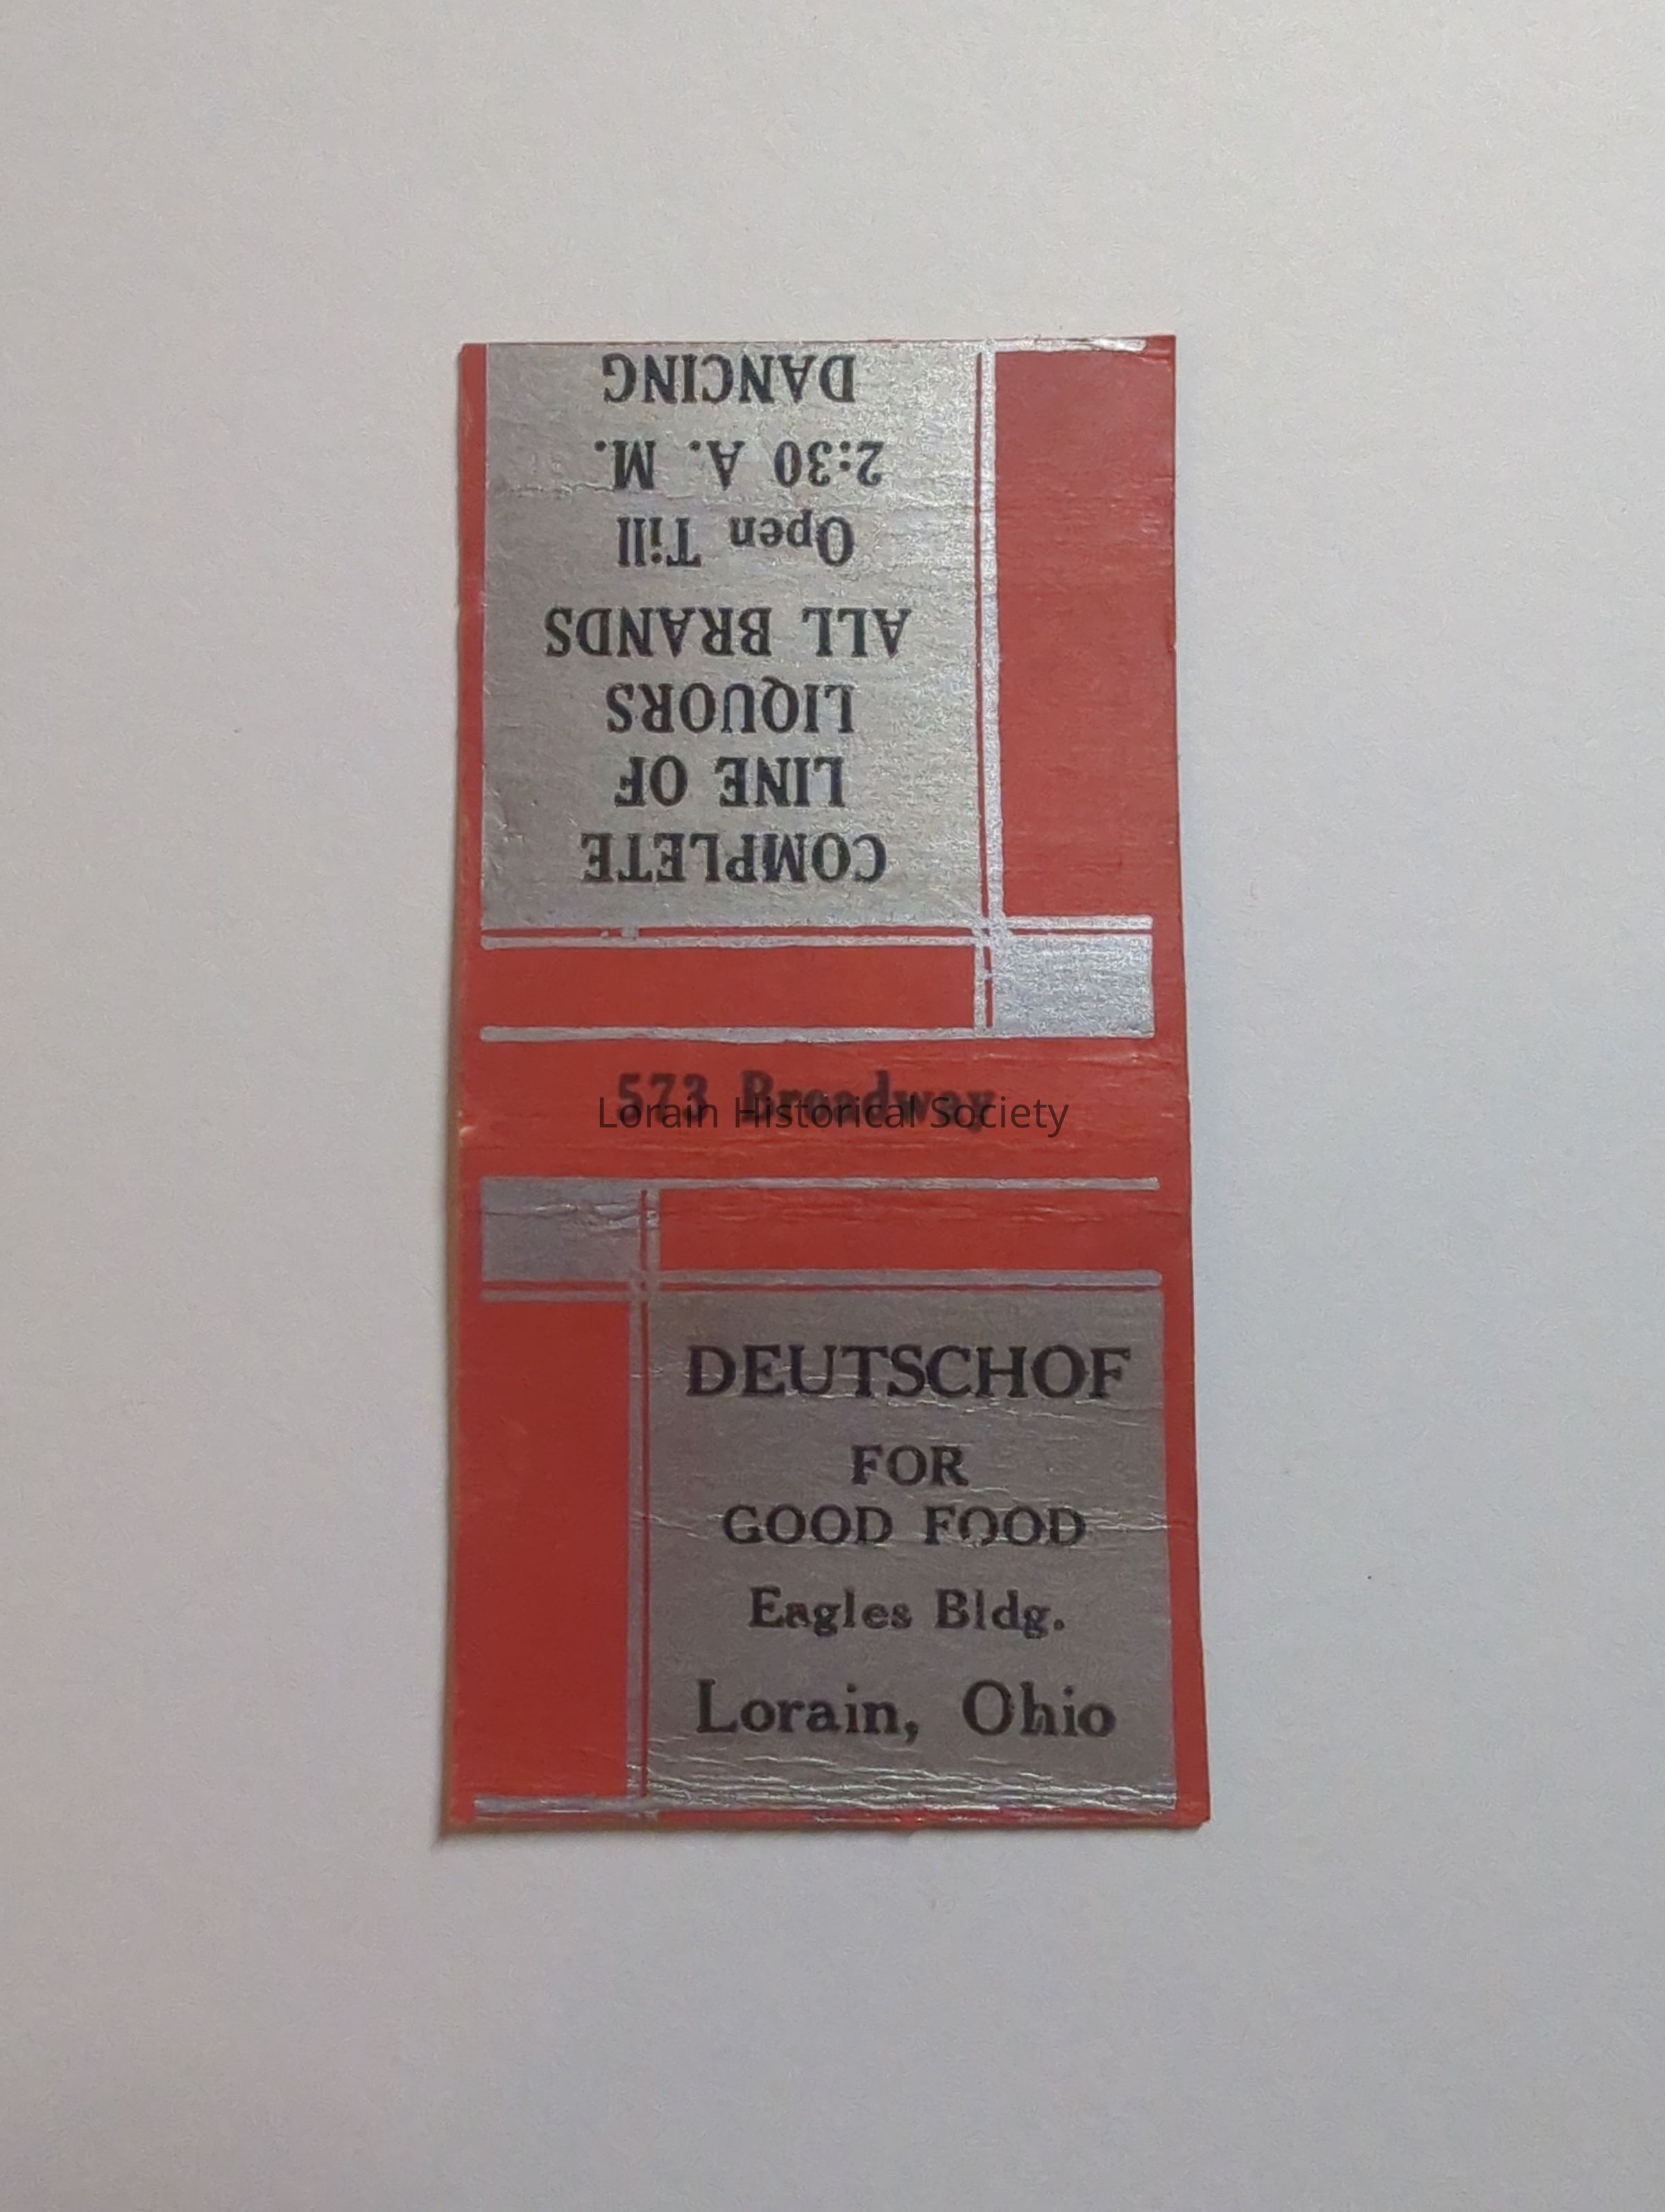 COMPLETE
LINE OF
LIQUORS
ALL BRANDS
Open Till
2:30 A. M.
DANCING
573 Broadway
Lorain Historical Society
DEUTSCHOF
FOR
GOOD FOOD
Eagles Bldg.
Lorain, Ohio